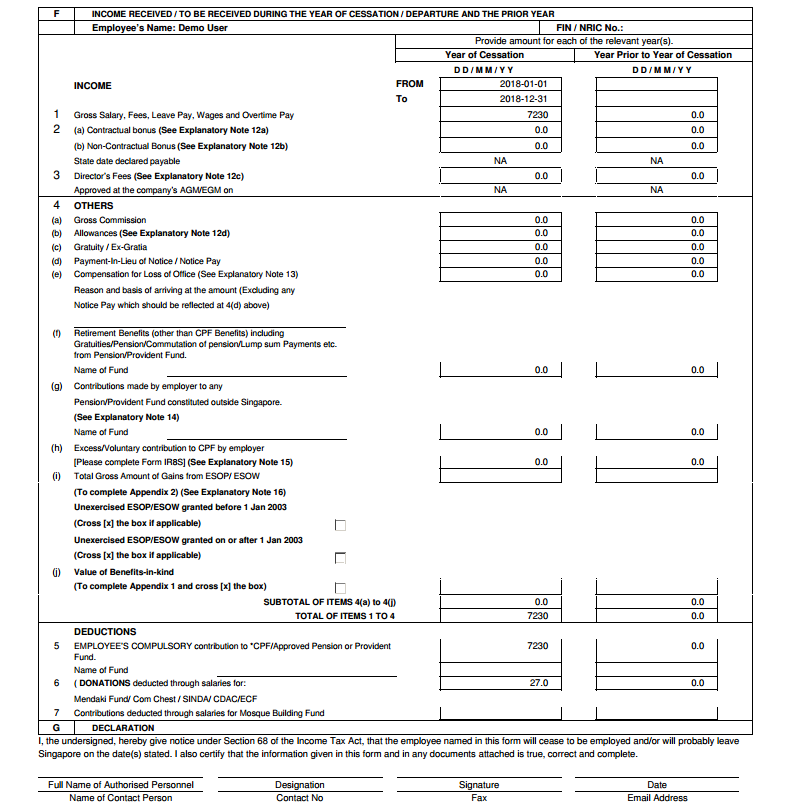 F INCOME RECEIVED / TO BE RECEIVED DURING THE YEAR OF CESSATION / DEPARTURE AND THE PRIOR YEAR
Employee's Name: Demo User FIN / NRIC No.:
Provide amount for each of the relevant year(s).
Year of Cessation Year Prior to Year of Cessation
D D / M M / Y Y D D / M M / Y Y
INCOME FROM 2018-01-01
To 2018-12-31
1 Gross Salary, Fees, Leave Pay, Wages and Overtime Pay 7230 0.0
2 (a) Contractual bonus (See Explanatory Note 12a) 0.0 0.0
(b) Non-Contractual Bonus (See Explanatory Note 12b) 0.0 0.0
State date declared payable NA NA
3 Director's Fees (See Explanatory Note 12c) 0.0 0.0
Approved at the company's AGM/EGM on NA NA
4 OTHERS
(a) Gross Commission 0.0 0.0
(b) Allowances (See Explanatory Note 12d) 0.0 0.0
(c) Gratuity / Ex-Gratia 0.0 0.0
(d) Payment-In-Lieu of Notice / Notice Pay 0.0 0.0
(e) Compensation for Loss of Office (See Explanatory Note 13) 0.0 0.0
Reason and basis of arriving at the amount (Excluding any
Notice Pay which should be reflected at 4(d) above)
(f) Retirement Benefits (other than CPF Benefits) including
Gratuities/Pension/Commutation of pension/Lump sum Payments etc.
from Pension/Provident Fund.
Name of Fund 0.0 0.0
(g) Contributions made by employer to any
Pension/Provident Fund constituted outside Singapore.
(See Explanatory Note 14)
Name of Fund 0.0 0.0
(h) Excess/Voluntary contribution to CPF by employer
[Please complete Form IR8S] (See Explanatory Note 15) 0.0 0.0
(i) Total Gross Amount of Gains from ESOP/ ESOW
(To complete Appendix 2) (See Explanatory Note 16)
Unexercised ESOP/ESOW granted before 1 Jan 2003
(Cross [x] the box if applicable)
Unexercised ESOP/ESOW granted on or after 1 Jan 2003
(Cross [x] the box if applicable)
(j) Value of Benefits-in-kind
(To complete Appendix 1 and cross [x] the box)
SUBTOTAL OF ITEMS 4(a) to 4(j) 0.0 0.0
TOTAL OF ITEMS 1 TO 4 7230 0.0
DEDUCTIONS
5 EMPLOYEE'S COMPULSORY contribution to *CPF/Approved Pension or Provident 7230 0.0
Fund.
Name of Fund
6 ( DONATIONS deducted through salaries for: 27.0 0.0
Mendaki Fund/ Com Chest / SINDA/ CDAC/ECF
7 Contributions deducted through salaries for Mosque Building Fund
G DECLARATION
I, the undersigned, hereby give notice under Section 68 of the Income Tax Act, that the employee named in this form will cease to be employed and/or will probably leave
Singapore on the date(s) stated. I also certify that the information given in this form and in any documents attached is true, correct and complete.
Full Name of Authorised Personnel Designation Signature Date
Name of Contact Person Contact No Fax Email Address